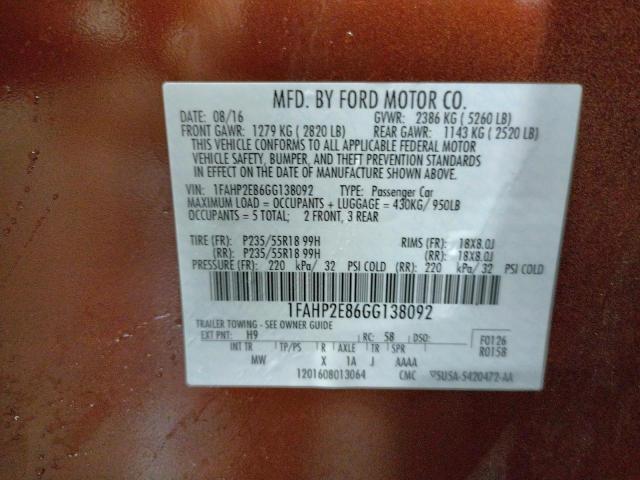 MFD. BY FORD MOTOR CO.
DATE: 08/16 GVWR: 2386 KG ( 5260 LB)
FRONT GAWR: 1279 KG ( 2820 LB) REAR GAWR: 1143 KG ( 2520 LB)
THIS VEHICLE CONFORMS TO ALL APPLICABLE FEDERAL MOTOR
VEHICLE SAFETY, BUMPER, AND THEFT PREVENTION STANDARDS
IN EFFECT ON THE DATE OF MANUFACTURE SHOWN ABOVE.
VIN: 1FAHP2E86GG138092 TYPE: Passenger Car
MAXIMUM LOAD = OCCUPANTS + LUGGAGE = 430KG/ 950LB
OCCUPANTS = 5 TOTAL; 2 FRONT, 3 REAR
TIRE (FR): P235/55R18 99H RIMS (FR): 18X8.0J
(RR): P235/55R18 99H (RR): 18X8.0J
PRESSURE (FR): 220 kPa/ 32 PSI COLD (RR): 220 kPa/ 32 PSI COLD
1FAHP2E86GG138092
TRAILER TOWING - SEE OWNER GUIDE
EXT PNT: H9 RC: 58 DSO: F0126
INT TR TP/PS R AXLE TR SPR R0158
MW X 1A J AAAA
1201608013064 CMC ▽5U5A-5420472-AA